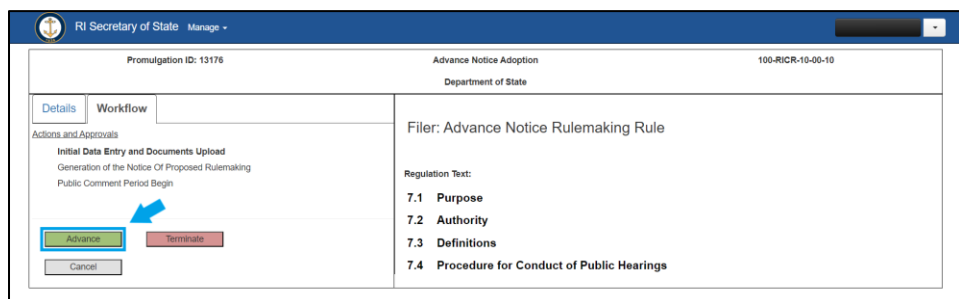 RI Secretary of State Manage
Promulgation ID: 13176
Advance Notice Adoption
100-RICR-10-00-10
Department of State
Details Workflow
Actions and Approvals
Initial Data Entry and Documents Upload
Generation of the Notice Of Proposed Rulemaking
Public Comment Period Begin
Advance Terminate
Cancel
Filer: Advance Notice Rulemaking Rule
Regulation Text:
7.1 Purpose
7.2 Authority
7.3 Definitions
7.4 Procedure for Conduct of Public Hearings